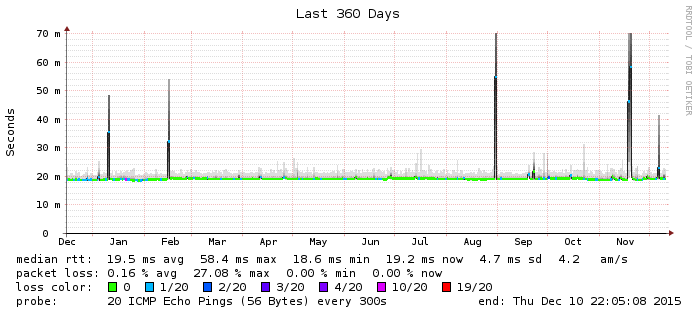 Last 360 Days
RRDTOOL / TOBI OETIKER
Seconds
70 m
60 m
50 m
40 m
30 m
20 m
10 m
0
Dec Jan Feb Mar Apr May Jun Jul Aug Sep Oct Nov
median rtt: 19.5 ms avg 58.4 ms max 18.6 ms min 19.2 ms now 4.7 ms sd 4.2 am/s
packet loss: 0.16 % avg 27.08 % max 0.00 % min 0.00 % now
loss color: 0 1/20 2/20 3/20 4/20 10/20 19/20
probe: 20 ICMP Echo Pings (56 Bytes) every 300s end: Thu Dec 10 22:05:08 2015